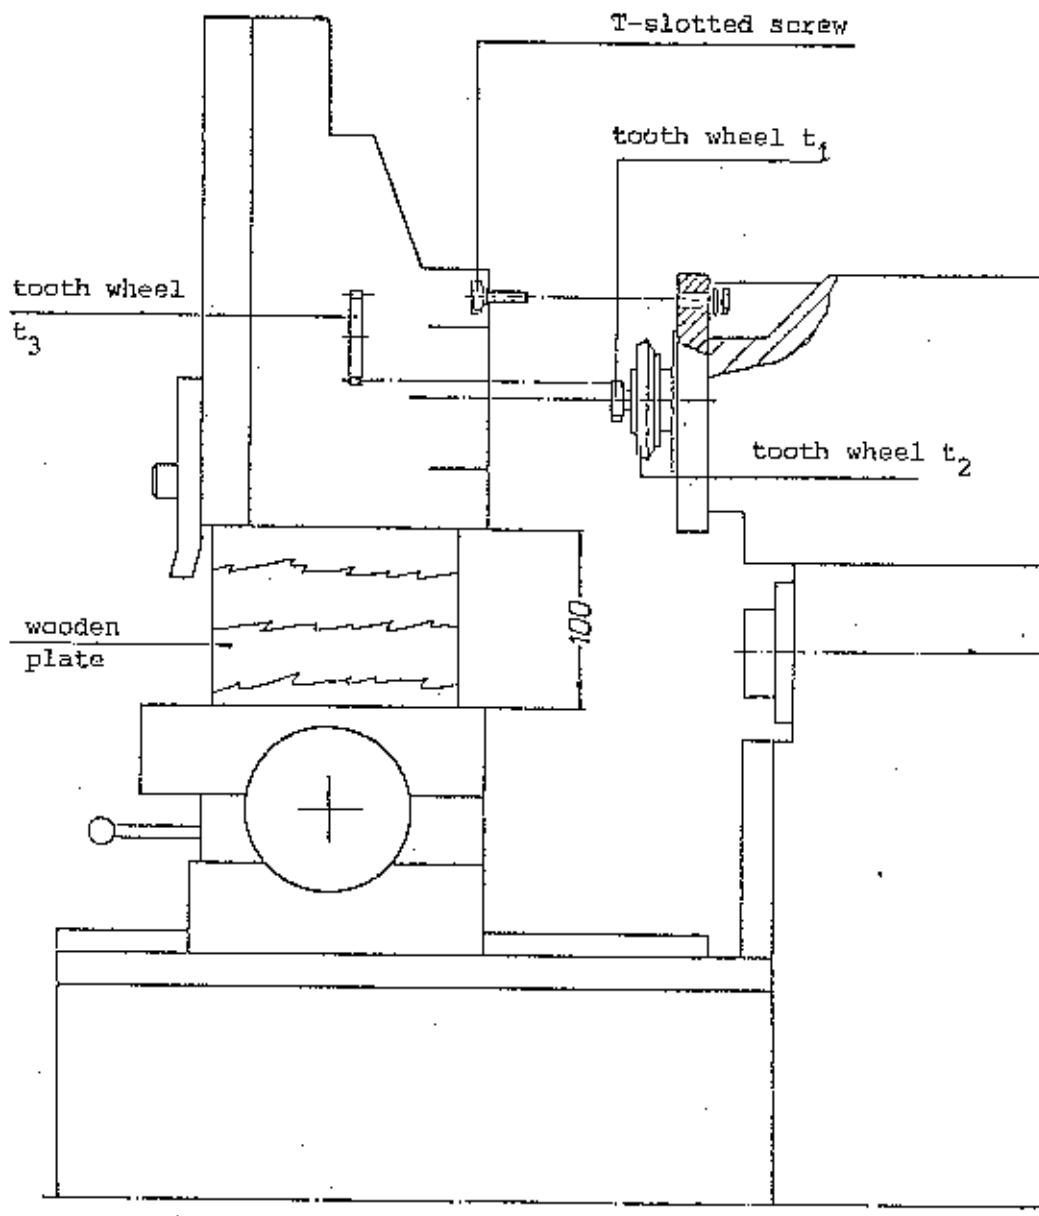 T-slotted screw
tooth wheel t₁
tooth wheel
t₃
tooth wheel t₂
100
wooden
plate